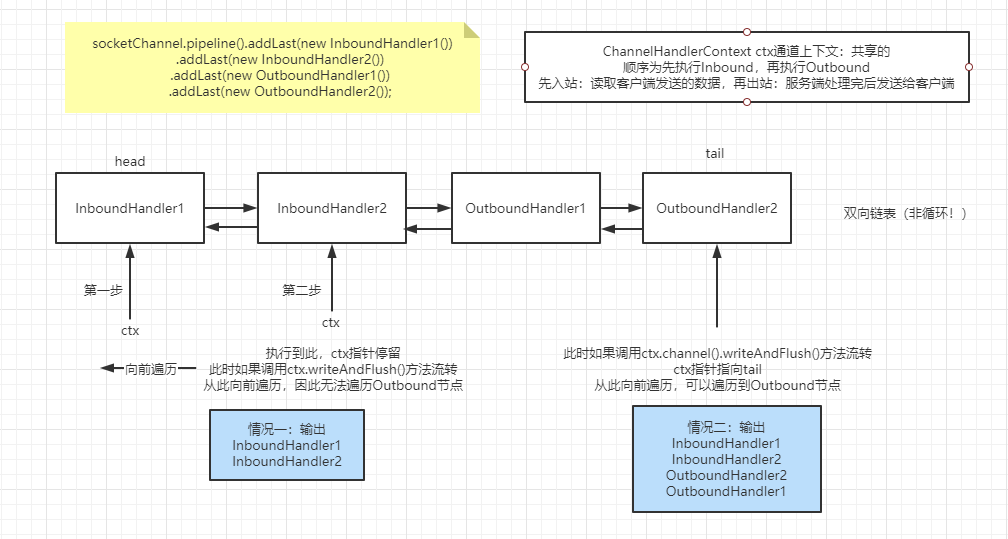 socketChannel.pipeline().addLast(new InboundHandler1())
.addLast(new InboundHandler2())
.addLast(new OutboundHandler1())
.addLast(new OutboundHandler2());
ChannelHandlerContext ctx通道上下文：共享的
顺序为先执行Inbound，再执行Outbound
先入站：读取客户端发送的数据，再出站：服务端处理完后发送给客户端
head
tail
InboundHandler1
InboundHandler2
OutboundHandler1
OutboundHandler2
双向链表（非循环！）
第一步
第二步
ctx
ctx
向前遍历
执行到此，ctx指针停留
此时如果调用ctx.writeAndFlush()方法流转
从此向前遍历，因此无法遍历Outbound节点
此时如果调用ctx.channel().writeAndFlush()方法流转
ctx指针指向tail
从此向前遍历，可以遍历到Outbound节点
情况一：输出
InboundHandler1
InboundHandler2
情况二：输出
InboundHandler1
InboundHandler2
OutboundHandler2
OutboundHandler1